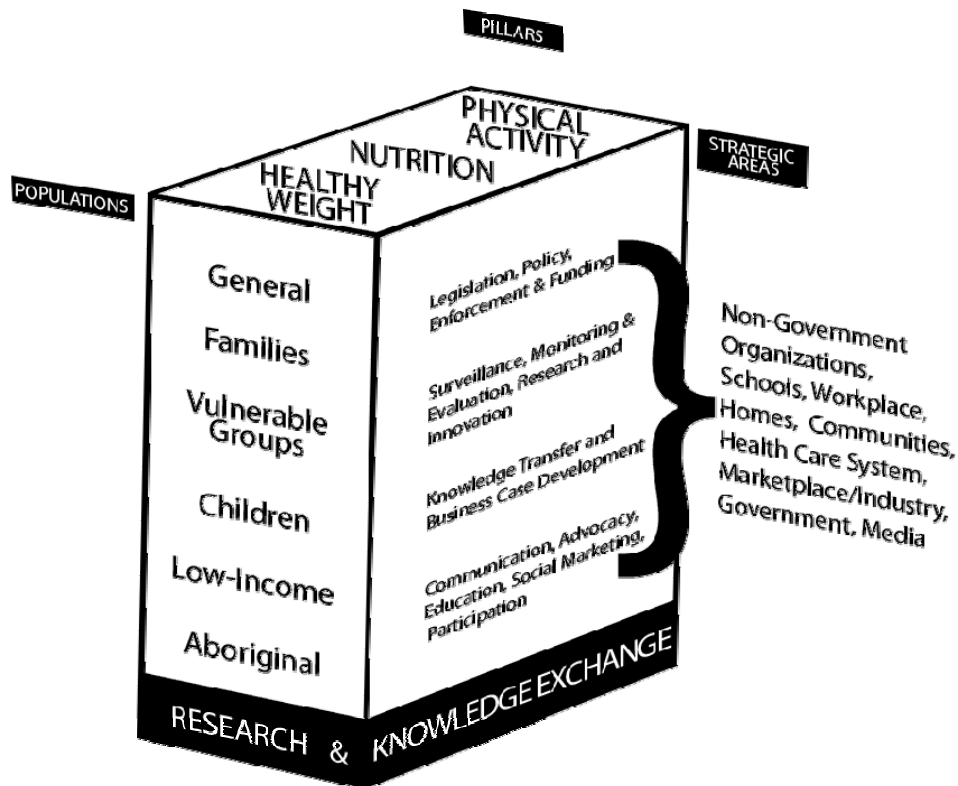 PILLARS
PHYSICAL
ACTIVITY
NUTRITION
HEALTHY
WEIGHT
STRATEGIC
AREAS
POPULATIONS
General
Families
Vulnerable
Groups
Children
Low-Income
Aboriginal
Legislation, Policy,
Enforcement & Funding
Surveillance, Monitoring &
Evaluation, Research and
Innovation
Knowledge Transfer and
Business Case Development
Communication, Advocacy,
Education, Social Marketing,
Participation
Non-Government
Organizations,
Schools, Workplace,
Homes, Communities,
Health Care System,
Marketplace/Industry,
Government, Media
RESEARCH & KNOWLEDGE EXCHANGE